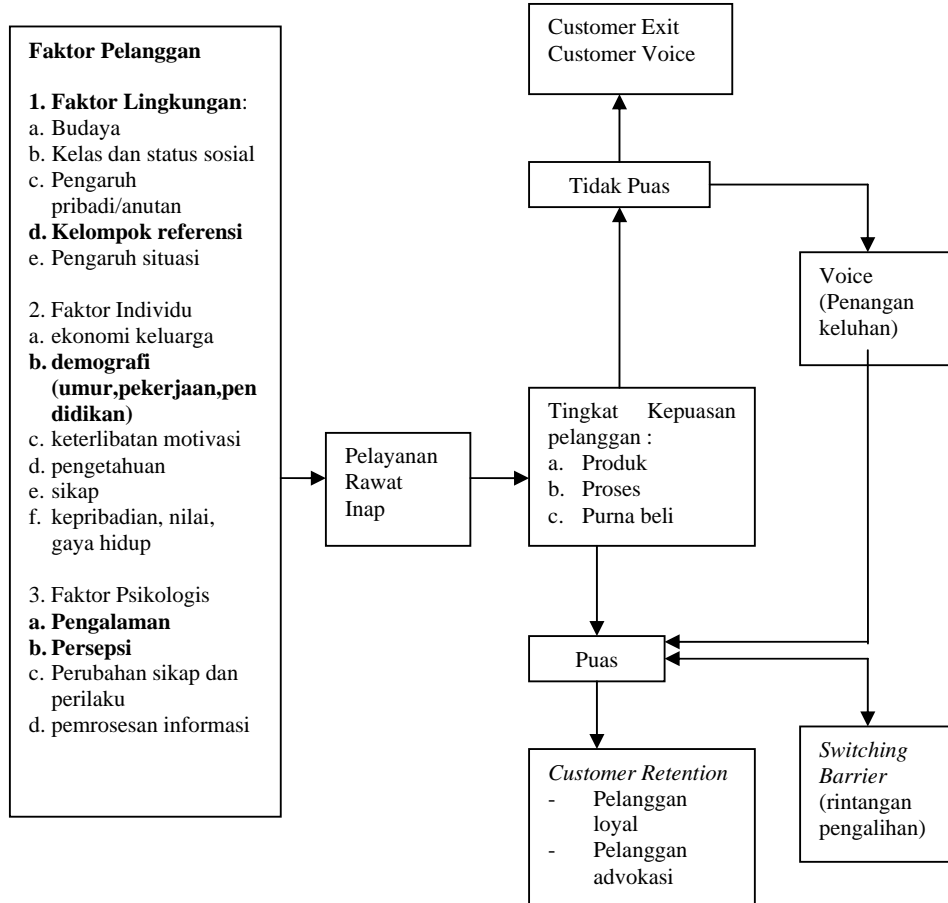 Faktor Pelanggan
1. Faktor Lingkungan:
a. Budaya
b. Kelas dan status sosial
c. Pengaruh
pribadi/anutan
d. Kelompok referensi
e. Pengaruh situasi
2. Faktor Individu
a. ekonomi keluarga
b. demografi
(umur,pekerjaan,pen
didikan)
c. keterlibatan motivasi
d. pengetahuan
e. sikap
f. kepribadian, nilai,
gaya hidup
3. Faktor Psikologis
a. Pengalaman
b. Persepsi
c. Perubahan sikap dan
perilaku
d. pemrosesan informasi
Pelayanan
Rawat
Inap
Tingkat Kepuasan
pelanggan :
a. Produk
b. Proses
c. Purna beli
Tidak Puas
Customer Exit
Customer Voice
Voice
(Penangan
keluhan)
Puas
Switching
Barrier
(rintangan
pengalihan)
Customer Retention
- Pelanggan
loyal
- Pelanggan
advokasi